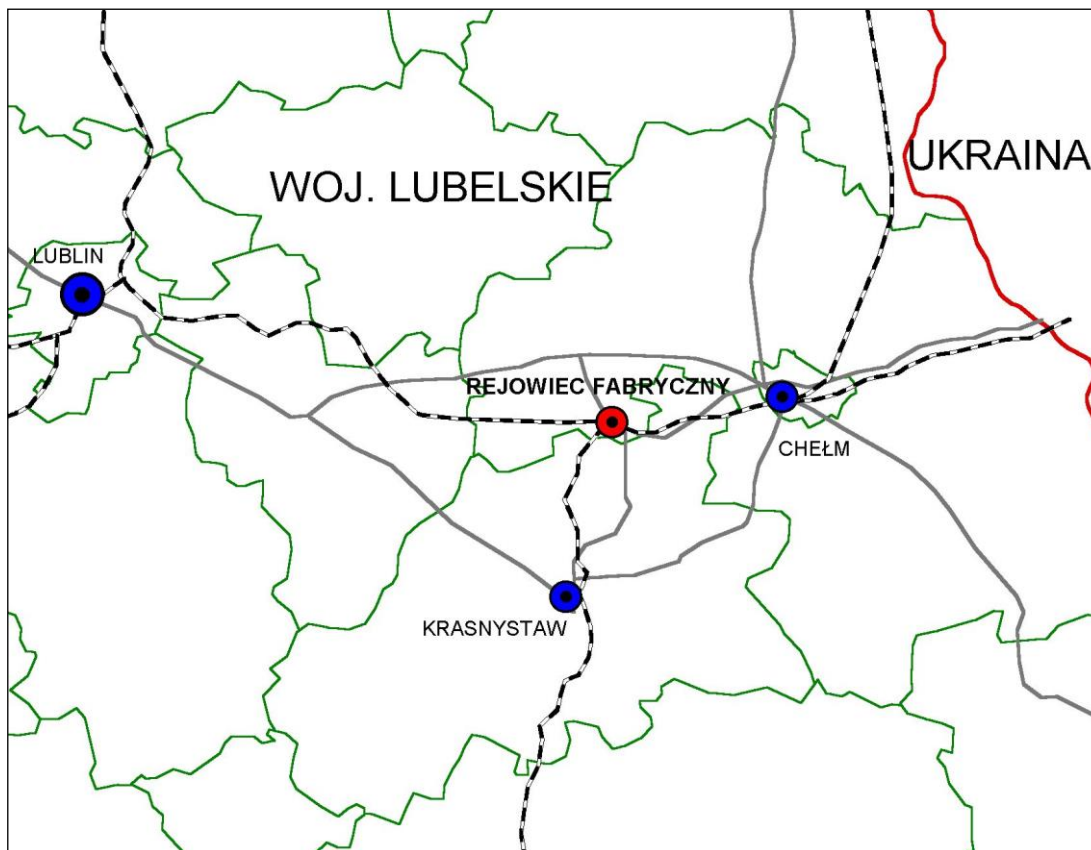 UKRAINA
WOJ. LUBELSKIE
LUBLIN
REJOWIEC FABRYCZNY
CHEŁM
KRASNYSTAW